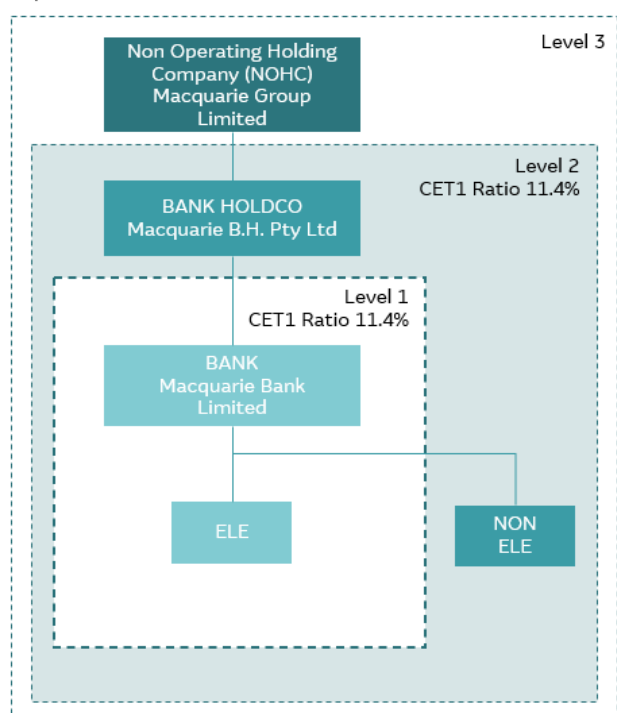 Non Operating Holding
Company (NOHC)
Macquarie Group
Limited
Level 3
Level 2
CET1 Ratio 11.4%
BANK HOLDCO
Macquarie B.H. Pty Ltd
Level 1
CET1 Ratio 11.4%
BANK
Macquarie Bank
Limited
ELE
NON
ELE